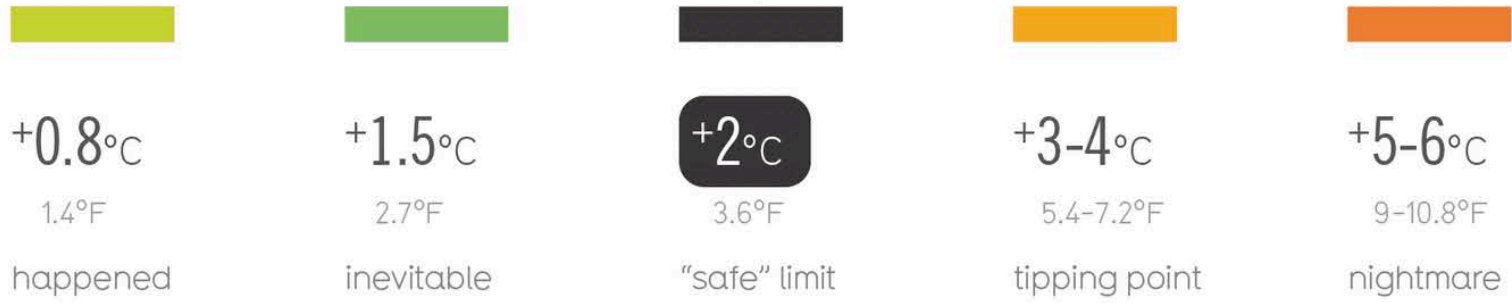 +0.8°C
1.4°F
happened
+1.5°C
2.7°F
inevitable
+2°C
3.6°F
“safe” limit
+3-4°C
5.4-7.2°F
tipping point
+5-6°C
9-10.8°F
nightmare